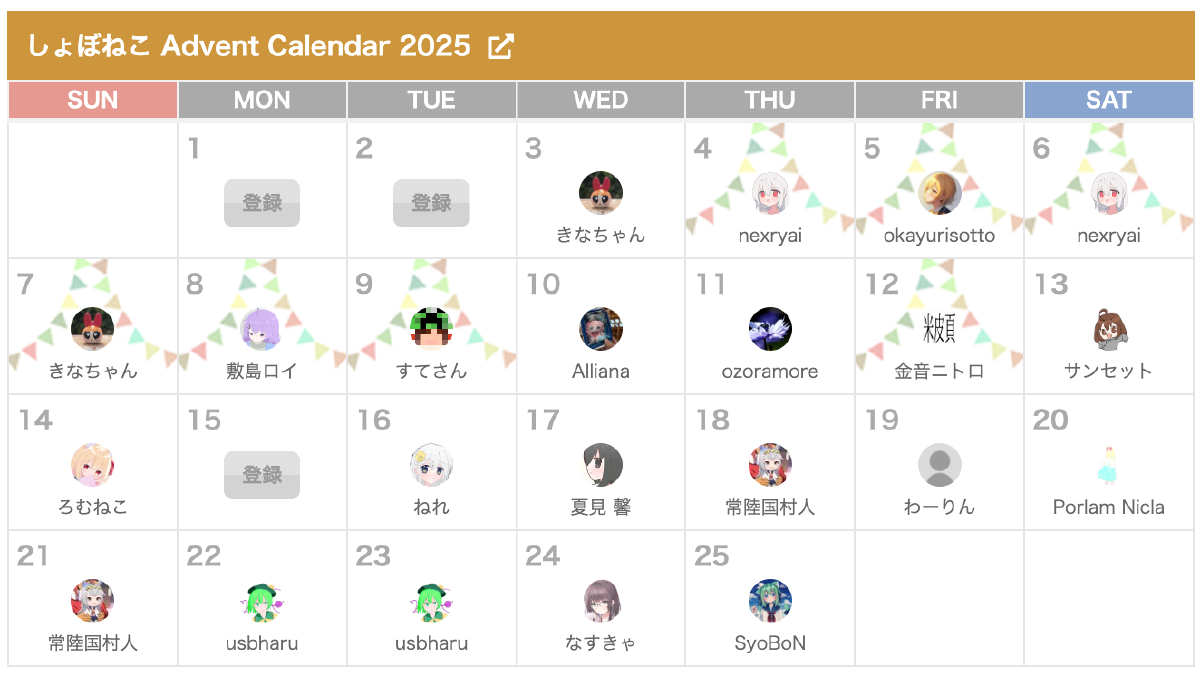 しょぼねこ Advent Calendar 2025
SUN MON TUE WED THU FRI SAT
1 2 3 4 5 6
登録 登録
きなちゃん nexryai okayurisotto nexryai
7 8 9 10 11 12 13
きなちゃん 敷島ロイ すてさん Alliana ozoramore 金音ニトロ サンセット
14 15 16 17 18 19 20
登録
ろむねこ ねれ 夏見 馨 常陸国村人 わーりん Porlam Nicla
21 22 23 24 25
常陸国村人 usbharu usbharu なすきゃ SyoBoN